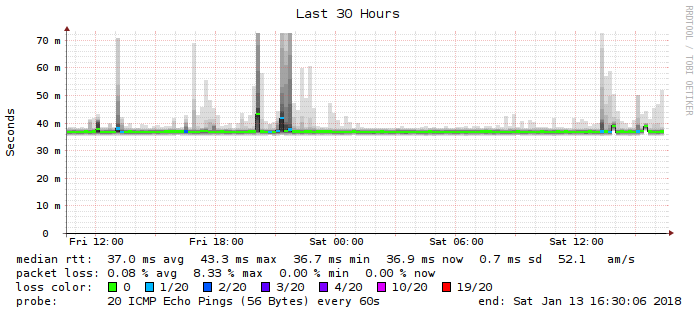 Last 30 Hours
RRDTOOL / TOBI OETIKER
Seconds
70 m
60 m
50 m
40 m
30 m
20 m
10 m
0
Fri 12:00 Fri 18:00 Sat 00:00 Sat 06:00 Sat 12:00
median rtt: 37.0 ms avg 43.3 ms max 36.7 ms min 36.9 ms now 0.7 ms sd 52.1 am/s
packet loss: 0.08 % avg 8.33 % max 0.00 % min 0.00 % now
loss color: 0 1/20 2/20 3/20 4/20 10/20 19/20
probe: 20 ICMP Echo Pings (56 Bytes) every 60s end: Sat Jan 13 16:30:06 2018